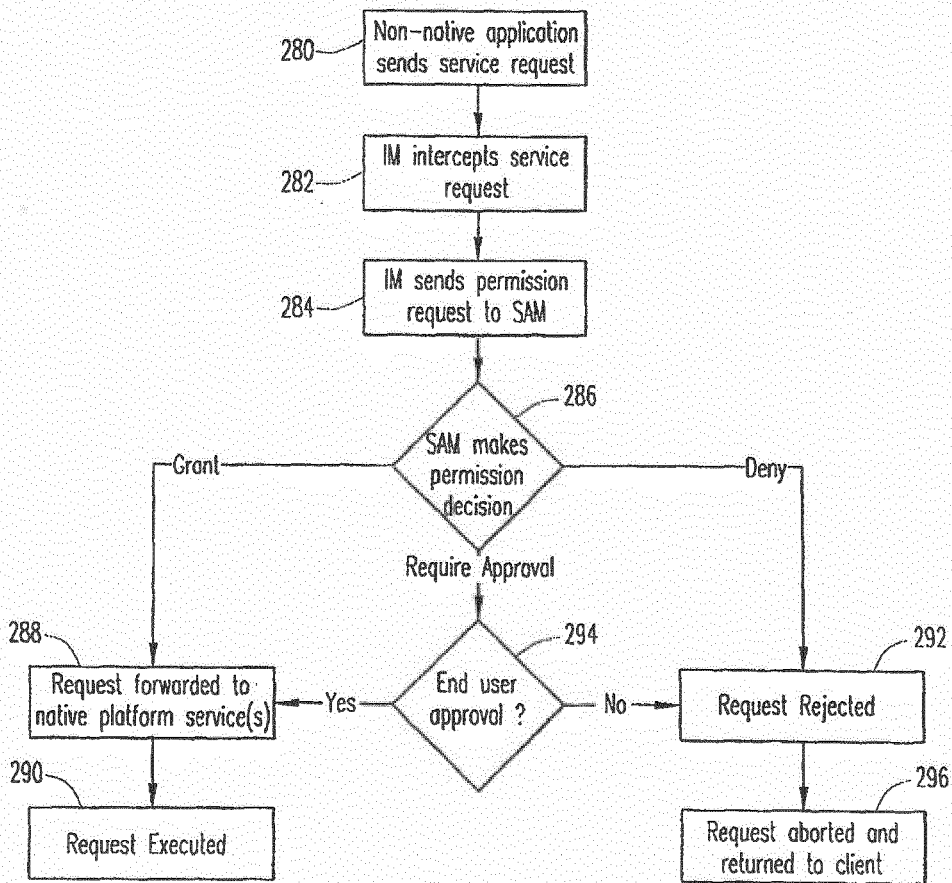 280
Non-native application
sends service request
282
IM intercepts service
request
284
IM sends permission
request to SAM
286
SAM makes
permission
decision
Grant
Deny
Require Approval
288
294
292
Request forwarded to
native platform service(s)
Yes
End user
approval ?
No
Request Rejected
290
296
Request Executed
Request aborted and
returned to client